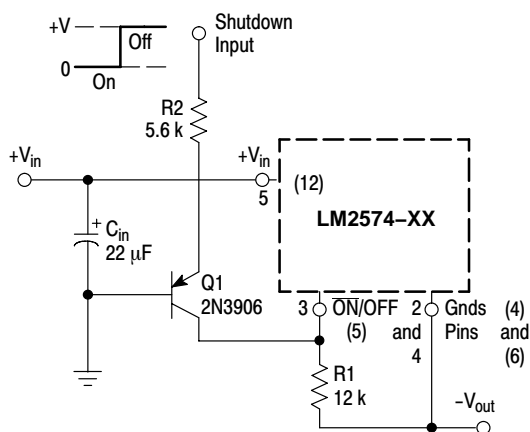 +V
Off
0
On
Shutdown
Input
R2
5.6 k
+Vin
+Vin
5
(12)
LM2574–XX
Cin
22 µF
+
Q1
2N3906
3
ON/OFF
(5)
2
and
4
Gnds
Pins
(4)
and
(6)
R1
12 k
–Vout